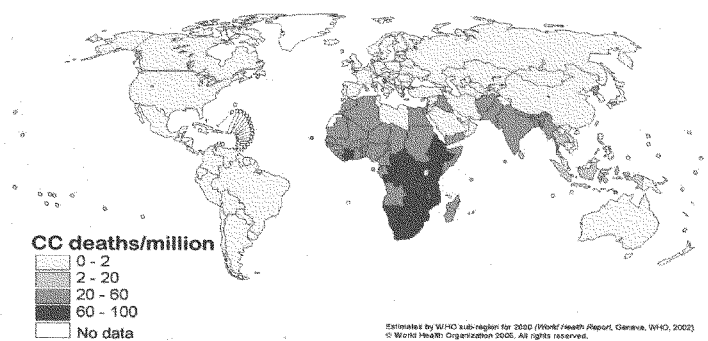 CC deaths/million
0 - 2
2 - 20
20 - 60
60 - 100
No data
Estimates by WHO sub-region for 2000 (World Health Report, Geneva, WHO, 2002)
© World Health Organization 2005. All rights reserved.